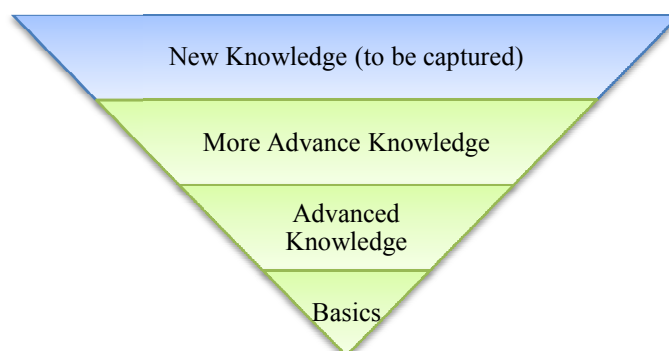 New Knowledge (to be captured)
More Advance Knowledge
Advanced
Knowledge
Basics